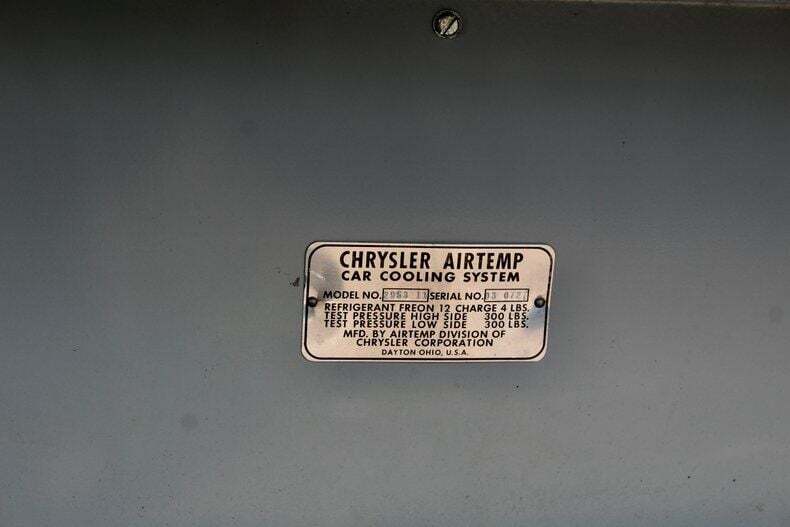 CHRYSLER AIRTEMP
CAR COOLING SYSTEM
MODEL NO. SERIAL NO.
REFRIGERANT FREON 12 CHARGE 4 LBS.
TEST PRESSURE HIGH SIDE 300 LBS.
TEST PRESSURE LOW SIDE 300 LBS.
MFD. BY AIRTEMP DIVISION OF
CHRYSLER CORPORATION
DAYTON OHIO, U.S.A.